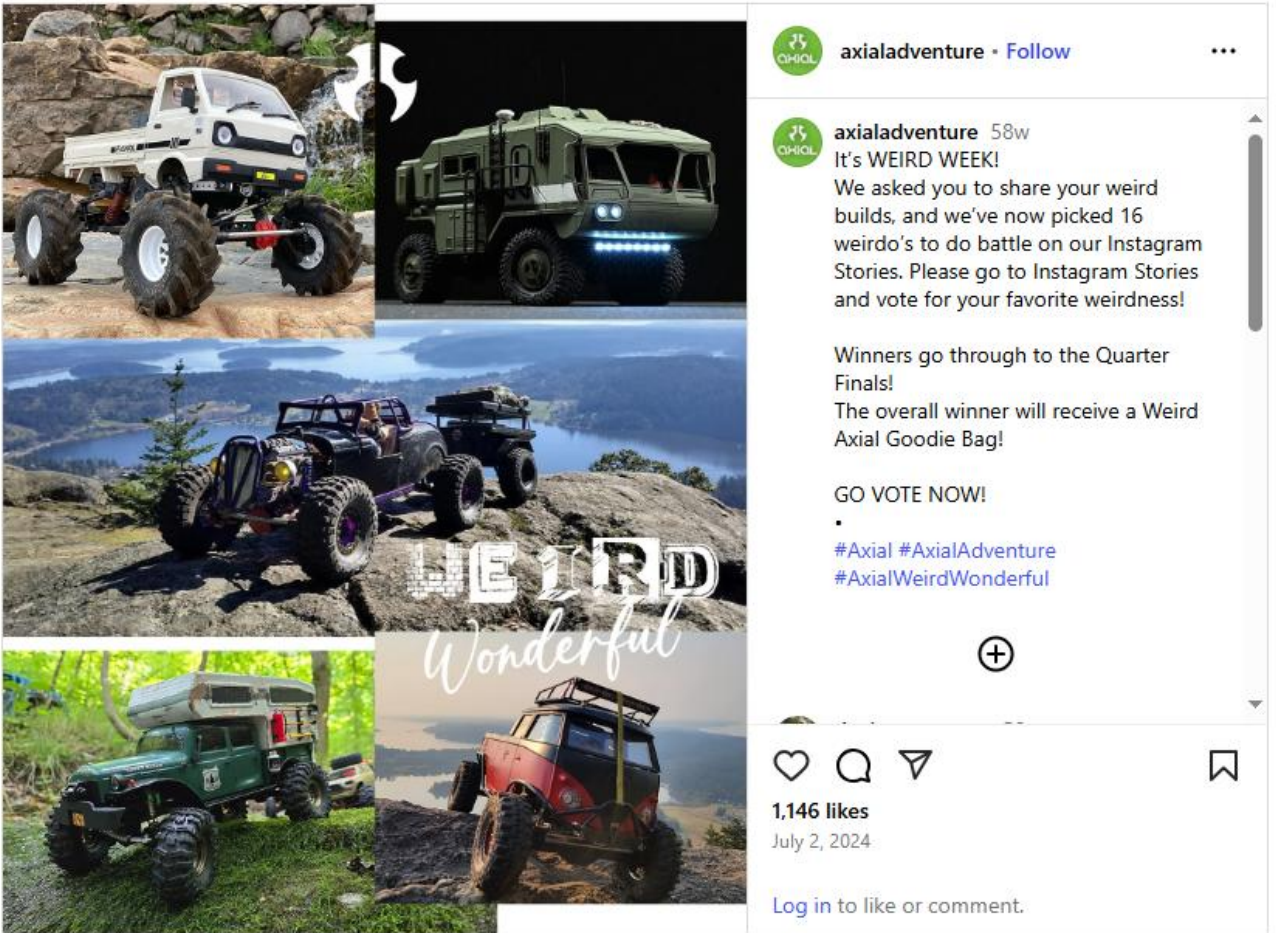 WEIRD
Wonderful
AXIAL
axialadventure • Follow
AXIAL
axialadventure 58w
It's WEIRD WEEK!
We asked you to share your weird
builds, and we've now picked 16
weirdo's to do battle on our Instagram
Stories. Please go to Instagram Stories
and vote for your favorite weirdness!
Winners go through to the Quarter
Finals!
The overall winner will receive a Weird
Axial Goodie Bag!
GO VOTE NOW!
•
#Axial #AxialAdventure
#AxialWeirdWonderful
1,146 likes
July 2, 2024
Log in to like or comment.